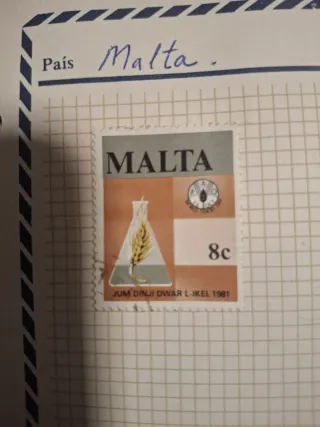 País Malta.
MALTA
8c
JUM DINJI DWAR L-IKEL 1981